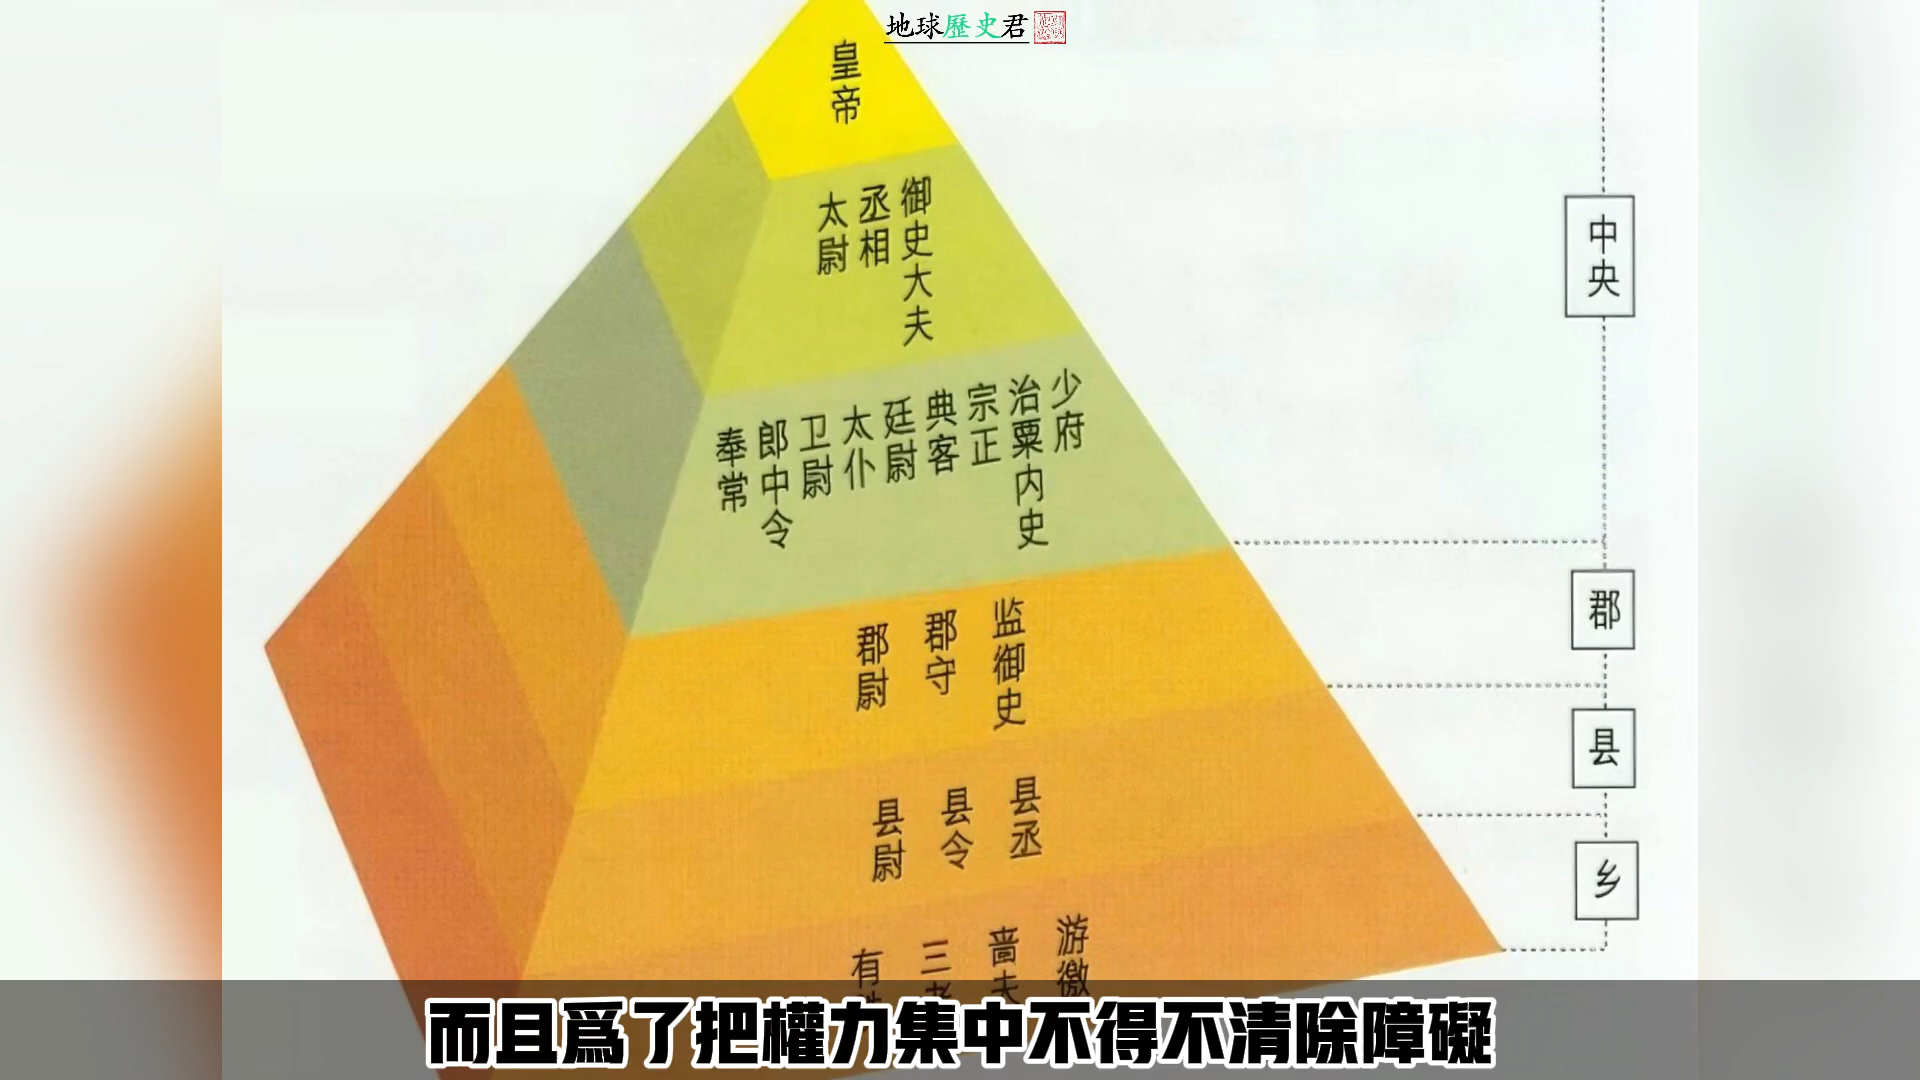 地球歷史君
皇帝
太尉
丞相
御史大夫
奉常
郎中令
卫尉
太仆
廷尉
典客
宗正
治粟内史
少府
郡尉
郡守
监御史
县尉
县令
县丞
有
三老
啬夫
游徼
中央
郡
县
乡
而且爲了把權力集中不得不清除障礙